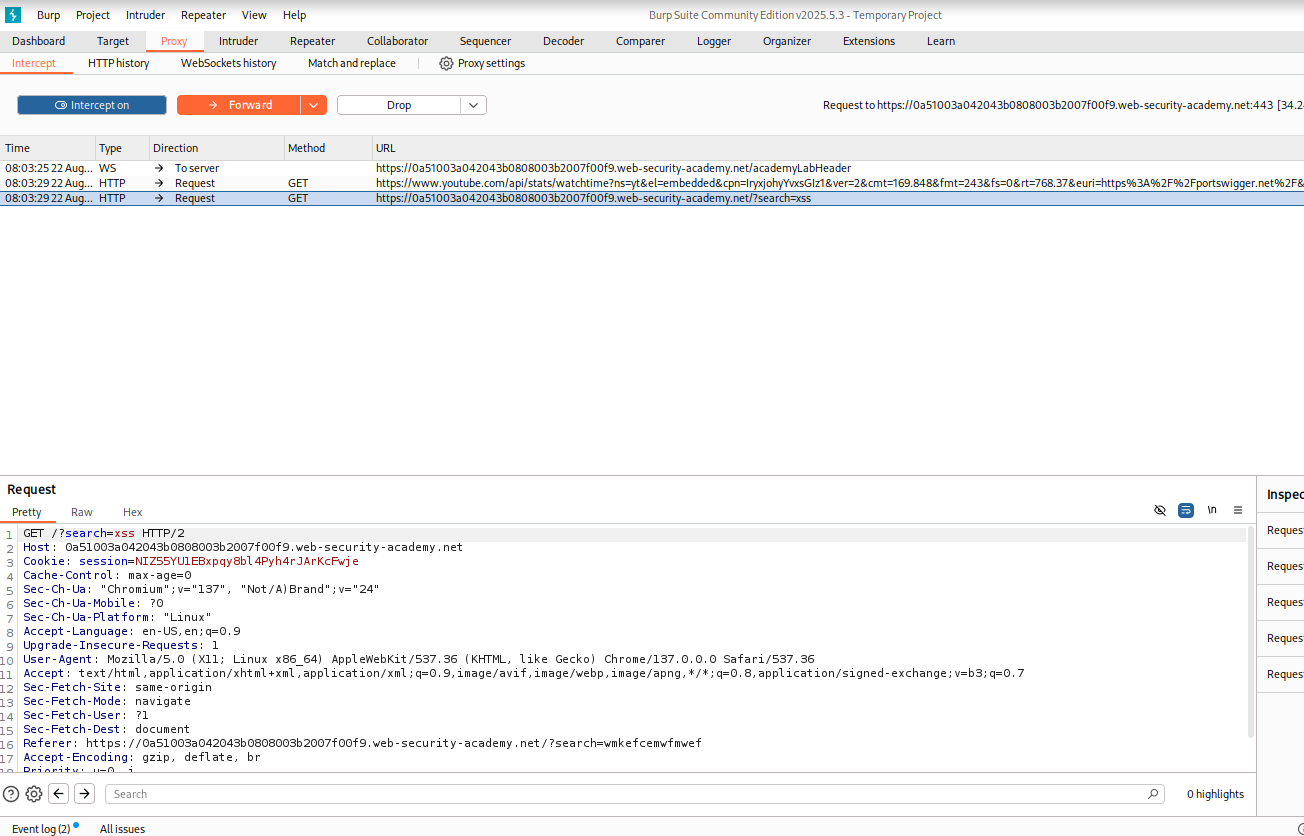 Burp Project Intruder Repeater View Help Burp Suite Community Edition v2025.5.3 - Temporary Project
Dashboard Target Proxy Intruder Repeater Collaborator Sequencer Decoder Comparer Logger Organizer Extensions Learn
Intercept HTTP history WebSockets history Match and replace Proxy settings
Intercept on Forward Drop Request to https://0a51003a042043b0808003b2007f00f9.web-security-academy.net:443 [34.2
Time Type Direction Method URL
08:03:25 22 Aug... WS To server https://0a51003a042043b0808003b2007f00f9.web-security-academy.net/academyLabHeader
08:03:29 22 Aug... HTTP Request GET https://www.youtube.com/api/stats/watchtime?ns=yt&el=embedded&cpn=IryxjohyYvxsGIz1&ver=2&cmt=169.848&fmt=243&fs=0&rt=768.37&euri=https%3A%2F%2Fportswigger.net%2F&
08:03:29 22 Aug... HTTP Request GET https://0a51003a042043b0808003b2007f00f9.web-security-academy.net/?search=xss
Request Inspec
Pretty Raw Hex \n
1 GET /?search=xss HTTP/2
2 Host: 0a51003a042043b0808003b2007f00f9.web-security-academy.net
3 Cookie: session=NIZ55YU1EBxpqy8bl4Pyh4rJArKcFwje
4 Cache-Control: max-age=0
5 Sec-Ch-Ua: "Chromium";v="137", "Not/A)Brand";v="24"
6 Sec-Ch-Ua-Mobile: ?0
7 Sec-Ch-Ua-Platform: "Linux"
8 Accept-Language: en-US,en;q=0.9
9 Upgrade-Insecure-Requests: 1
10 User-Agent: Mozilla/5.0 (X11; Linux x86_64) AppleWebKit/537.36 (KHTML, like Gecko) Chrome/137.0.0.0 Safari/537.36
11 Accept: text/html,application/xhtml+xml,application/xml;q=0.9,image/avif,image/webp,image/apng,*/*;q=0.8,application/signed-exchange;v=b3;q=0.7
12 Sec-Fetch-Site: same-origin
13 Sec-Fetch-Mode: navigate
14 Sec-Fetch-User: ?1
15 Sec-Fetch-Dest: document
16 Referer: https://0a51003a042043b0808003b2007f00f9.web-security-academy.net/?search=wmkefcemwfmwef
17 Accept-Encoding: gzip, deflate, br
18 Priority: u=0, i
Request
Request
Request
Request
Request
Search 0 highlights
Event log (2) All issues